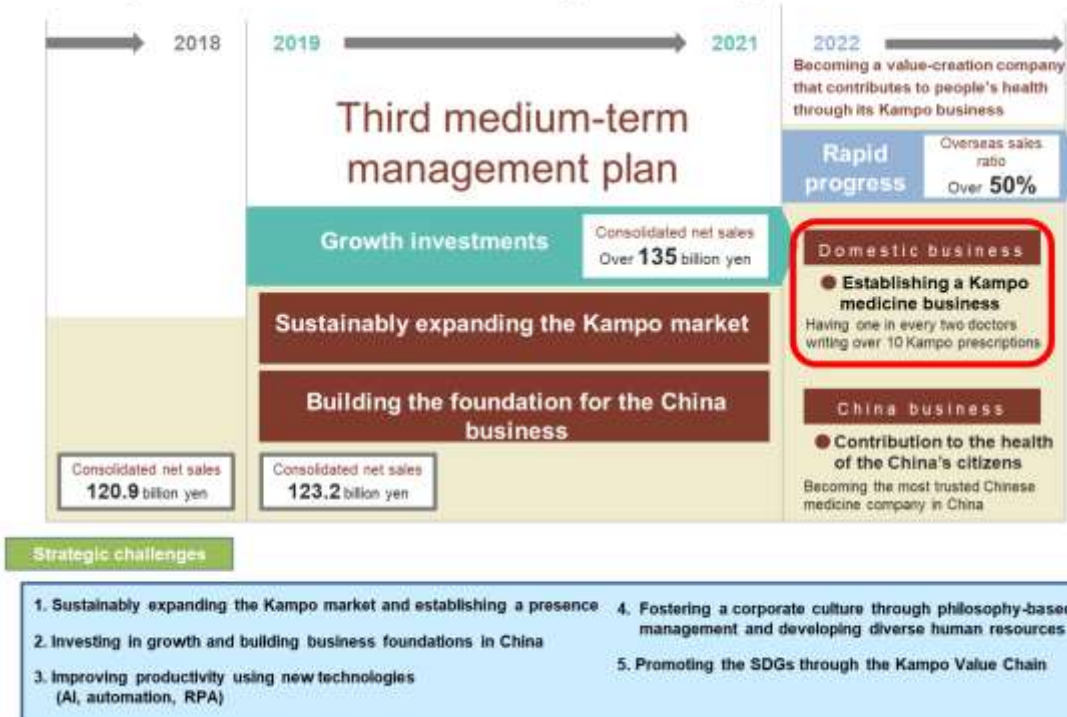 2018
2019
2021
2022
Becoming a value-creation company
that contributes to people's health
through its Kampo business
Third medium-term
management plan
Rapid
progress
Overseas sales
ratio
Over 50%
Growth investments
Consolidated net sales
Over 135 billion yen
Domestic business
Establishing a Kampo
medicine business
Having one in every two doctors
writing over 10 Kampo prescriptions
Sustainably expanding the Kampo market
Building the foundation for the China
business
China business
Contribution to the health
of the China's citizens
Becoming the most trusted Chinese
medicine company in China
Consolidated net sales
120.9 billion yen
Consolidated net sales
123.2 billion yen
Strategic challenges
1. Sustainably expanding the Kampo market and establishing a presence
2. Investing in growth and building business foundations in China
3. Improving productivity using new technologies
(AI, automation, RPA)
4. Fostering a corporate culture through philosophy-based
management and developing diverse human resources
5. Promoting the SDGs through the Kampo Value Chain